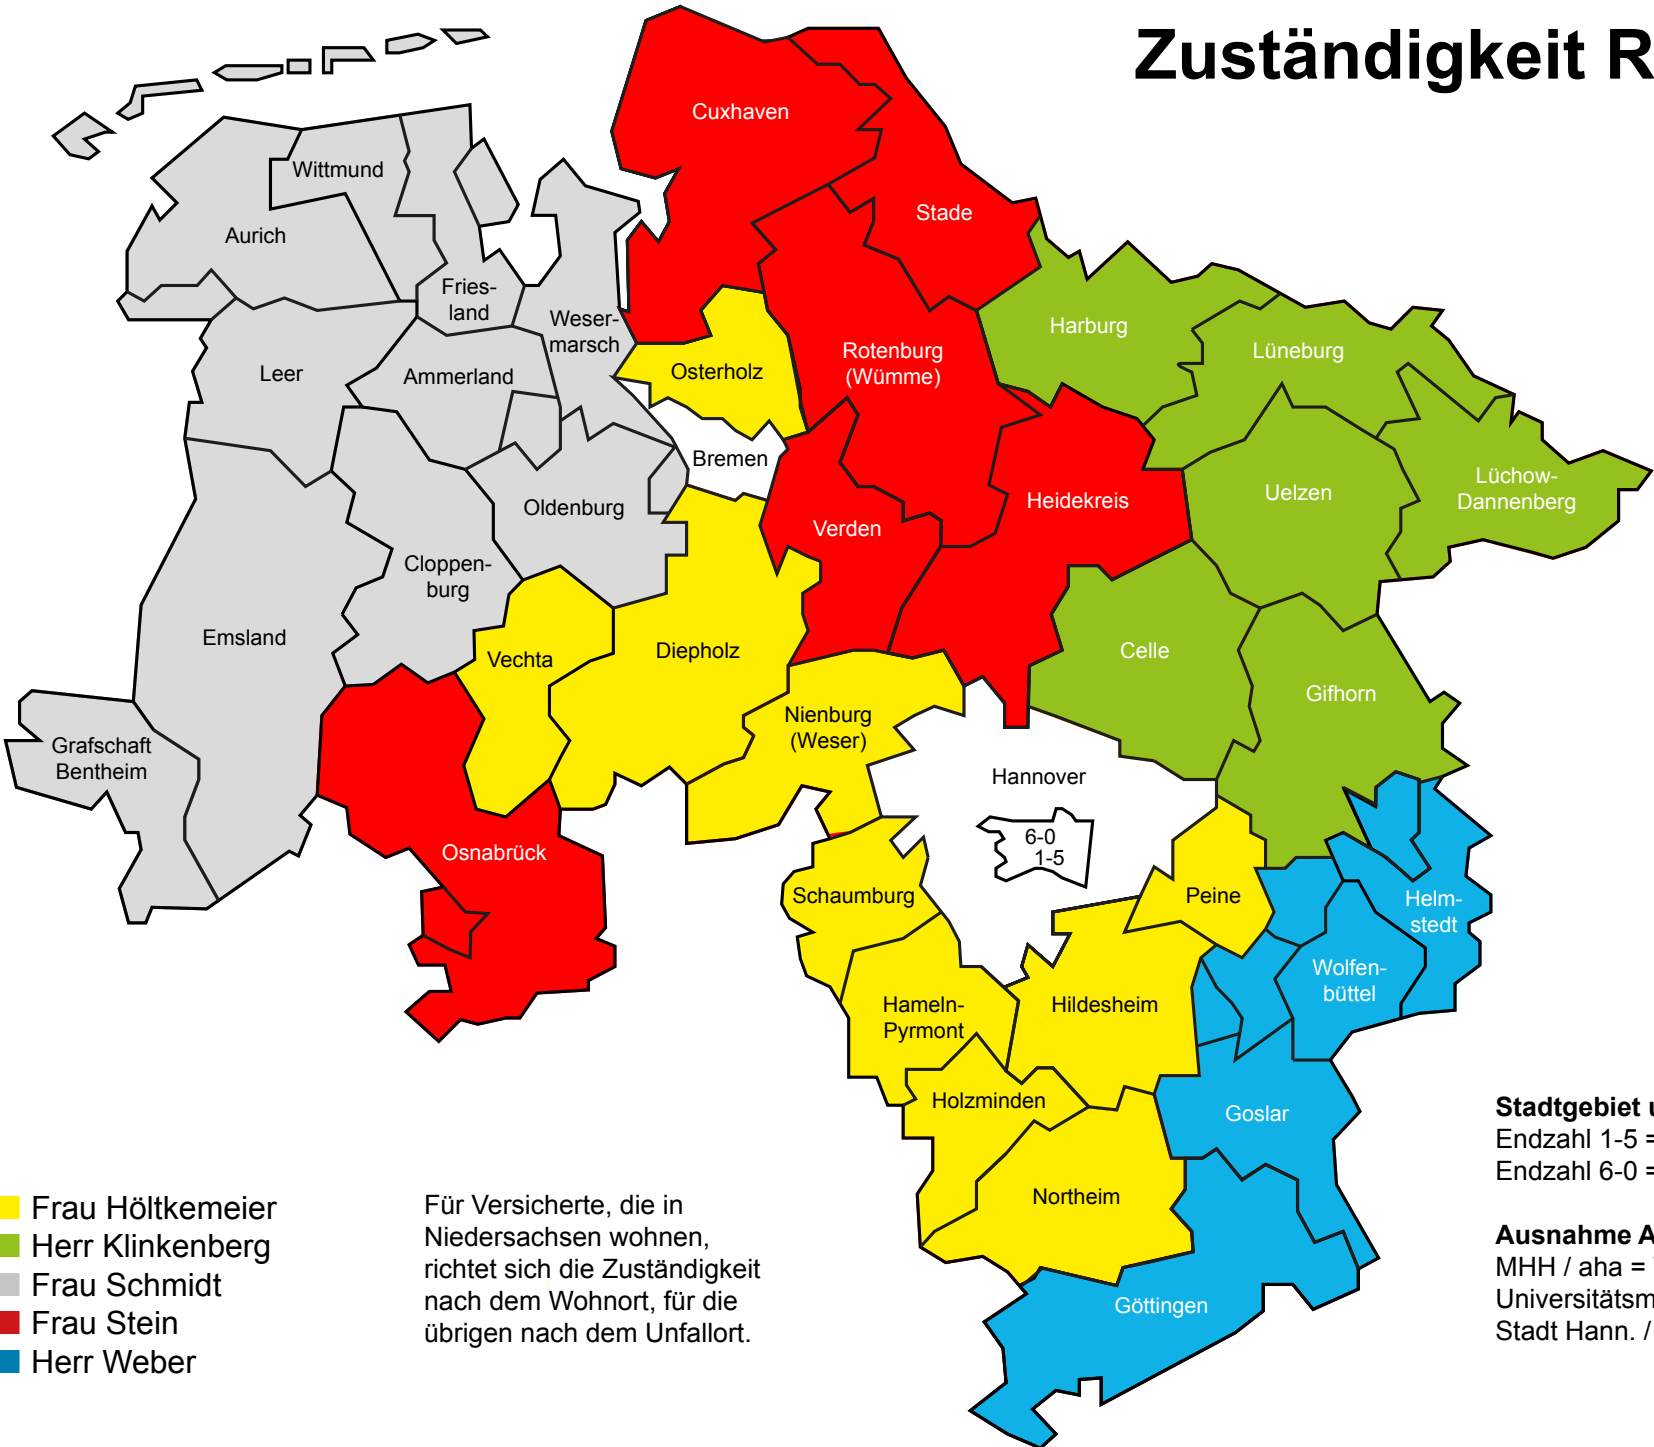 Zuständigkeit R
Cuxhaven
Wittmund
Stade
Aurich
Fries-
land
Weser-
marsch
Harburg
Lüneburg
Rotenburg
(Wümme)
Osterholz
Leer
Ammerland
Bremen
Lüchow-
Dannenberg
Uelzen
Heidekreis
Oldenburg
Verden
Cloppen-
burg
Emsland
Vechta
Diepholz
Celle
Gifhorn
Nienburg
(Weser)
Grafschaft
Bentheim
Hannover
6-0
1-5
Osnabrück
Schaumburg
Peine
Helm-
stedt
Wolfen-
büttel
Hameln-
Pyrmont
Hildesheim
Holzminden
Goslar
Northeim
Göttingen
Stadtgebiet
Endzahl 1-5 =
Endzahl 6-0 =
Ausnahme A
MHH / aha =
Universitätsm
Stadt Hann. /
Frau Höltkemeier
Herr Klinkenberg
Frau Schmidt
Frau Stein
Herr Weber
Für Versicherte, die in
Niedersachsen wohnen,
richtet sich die Zuständigkeit
nach dem Wohnort, für die
übrigen nach dem Unfallort.